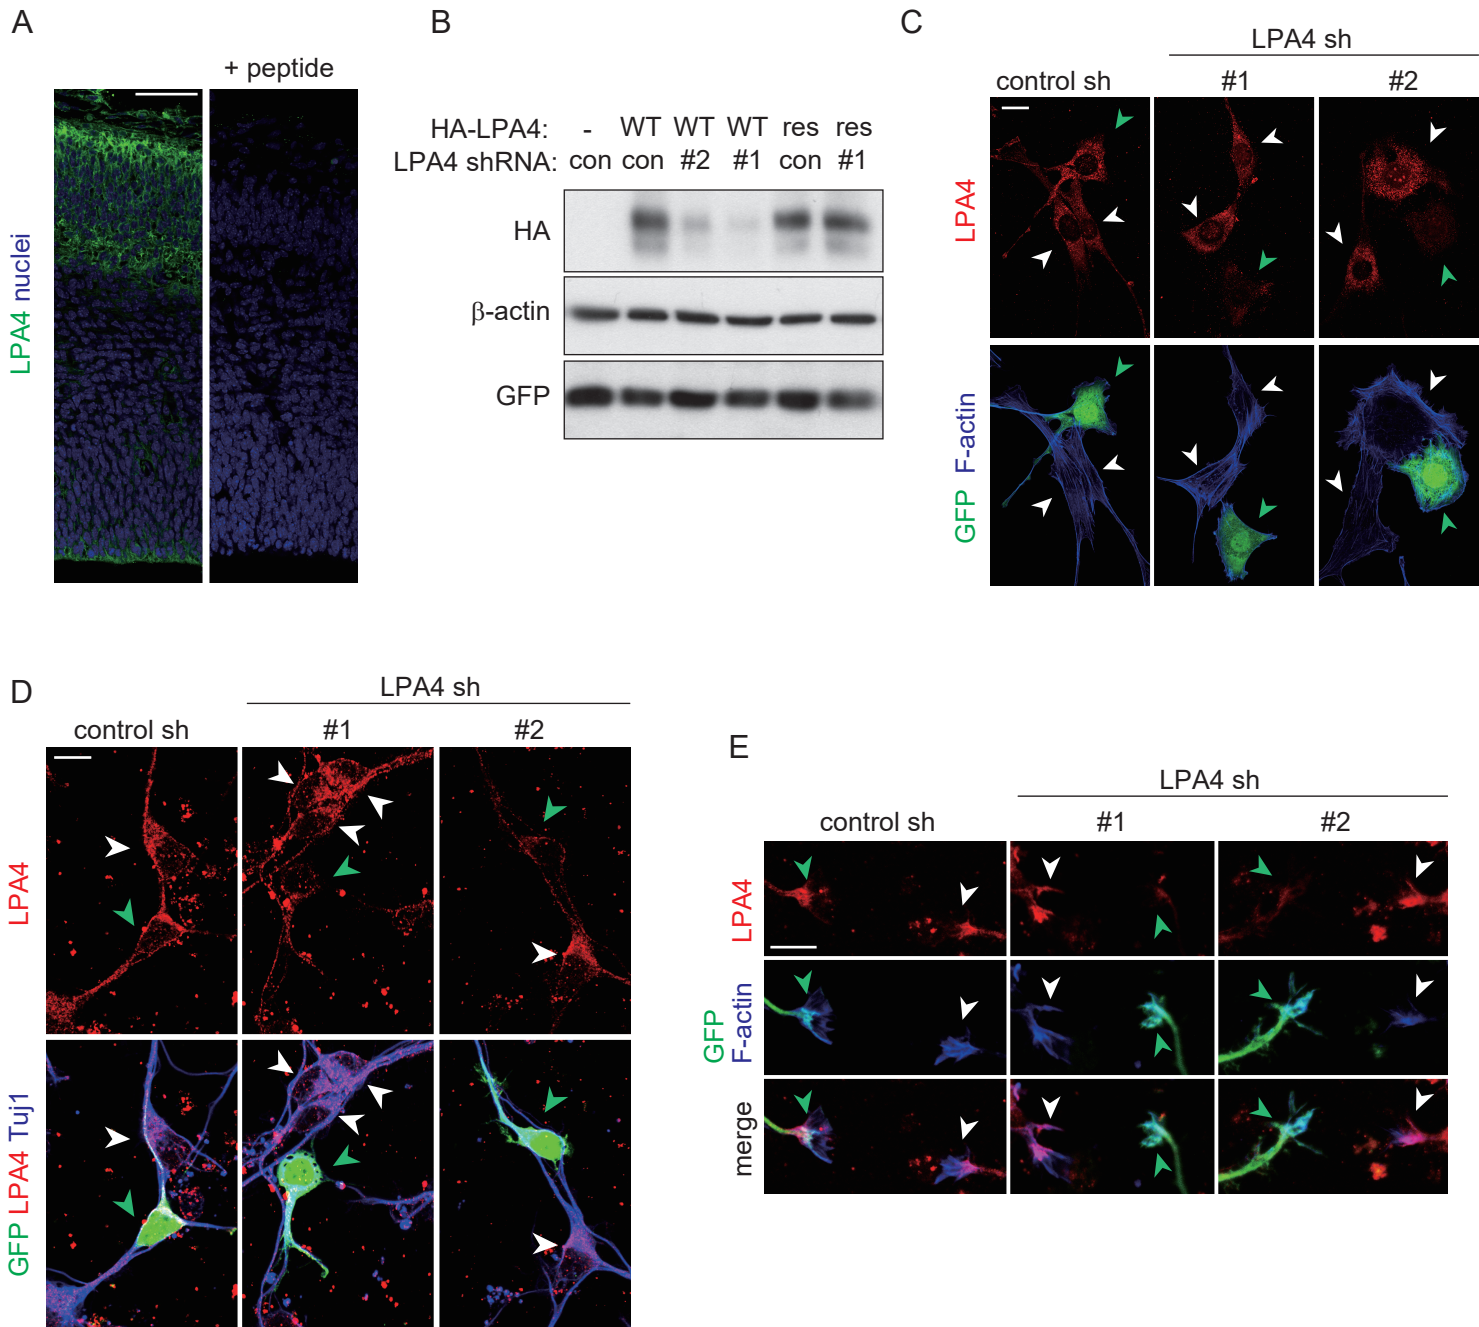 A
+ peptide
LPA4 nuclei
B
HA-LPA4: - WT WT WT res res
LPA4 shRNA: con con #2 #1 con #1
HA
β-actin
GFP
C
LPA4 sh
control sh #1 #2
LPA4
GFP F-actin
D
LPA4 sh
control sh #1 #2
LPA4
GFP LPA4 Tuj1
E
LPA4 sh
control sh #1 #2
LPA4
GFP
F-actin
merge